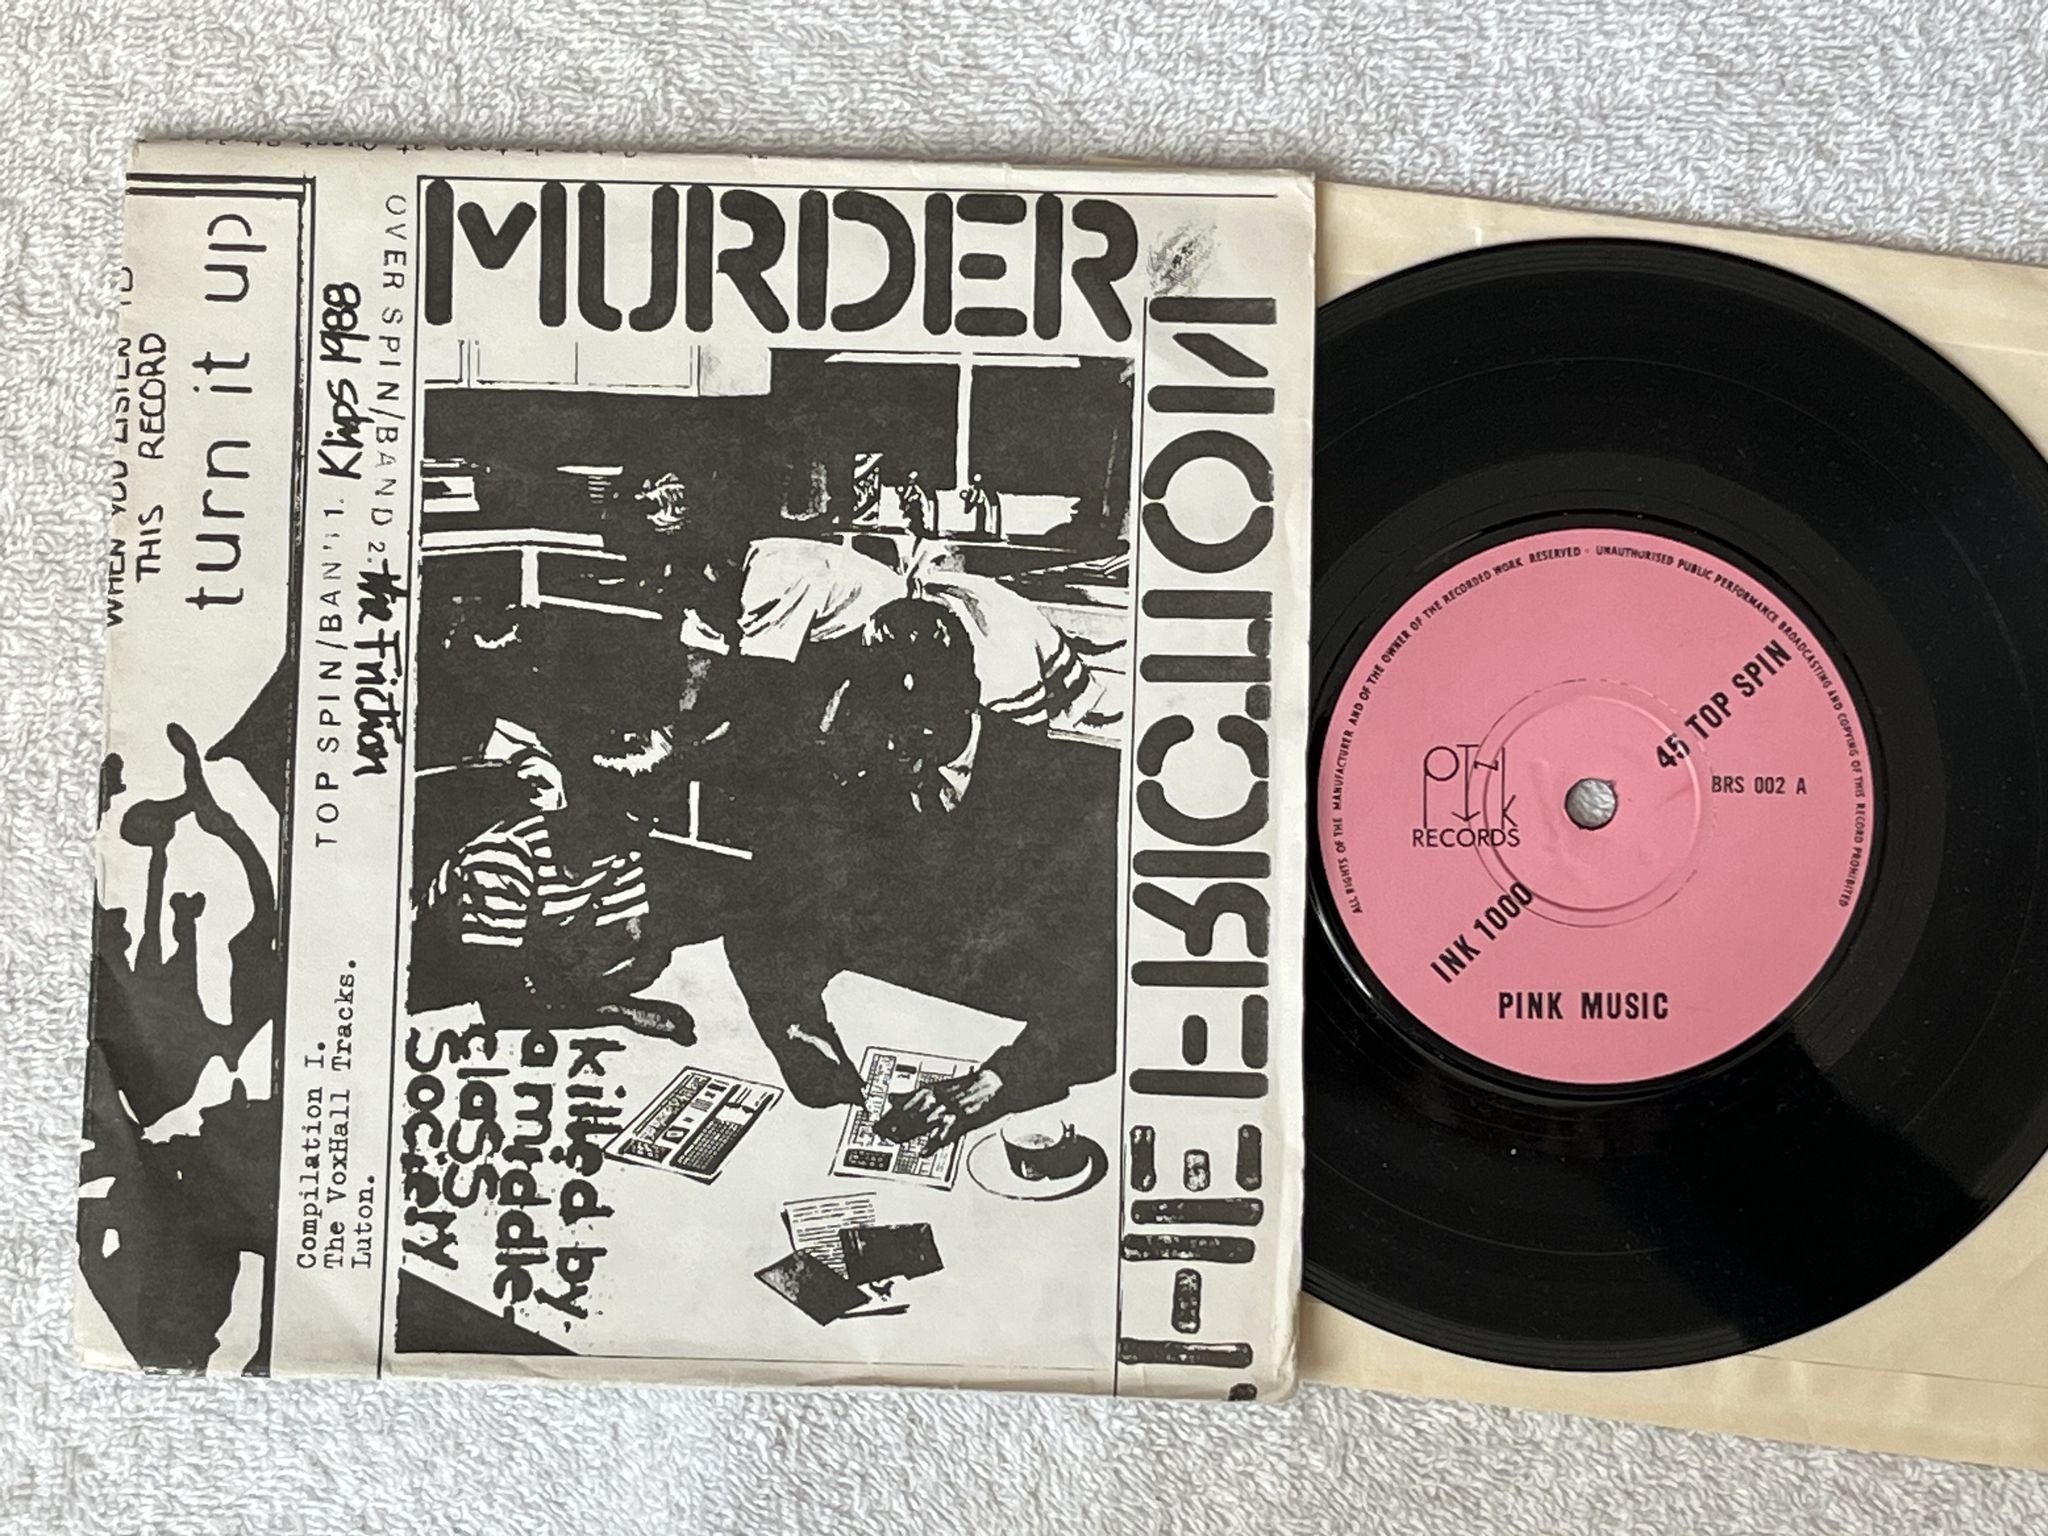 MURDER
THE FRICTION.
OVER SPIN/BAND 2. the Friction
TOP SPIN/BAND 1. Klips 1988
WHEN YOU LISTEN TO
THIS RECORD
turn it up
Compilation I.
The VoxHall Tracks.
Luton.
killed by
a middle-
claSS
Society
ALL RIGHTS OF THE MANUFACTURER AND OF THE OWNER OF THE RECORDED WORK RESERVED · UNAUTHORISED PUBLIC PERFORMANCE BROADCASTING AND COPYING OF THIS RECORD PROHIBITED
45 TOP SPIN
PINK
RECORDS
BRS 002 A
INK 1000
PINK MUSIC